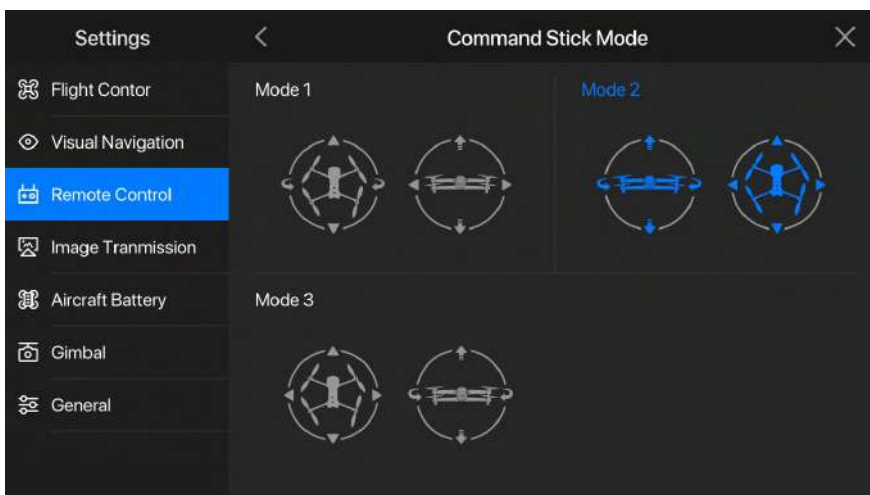 Settings
Command Stick Mode
Flight Contor
Visual Navigation
Remote Control
Image Tranmission
Aircraft Battery
Gimbal
General
Mode 1
Mode 2
Mode 3